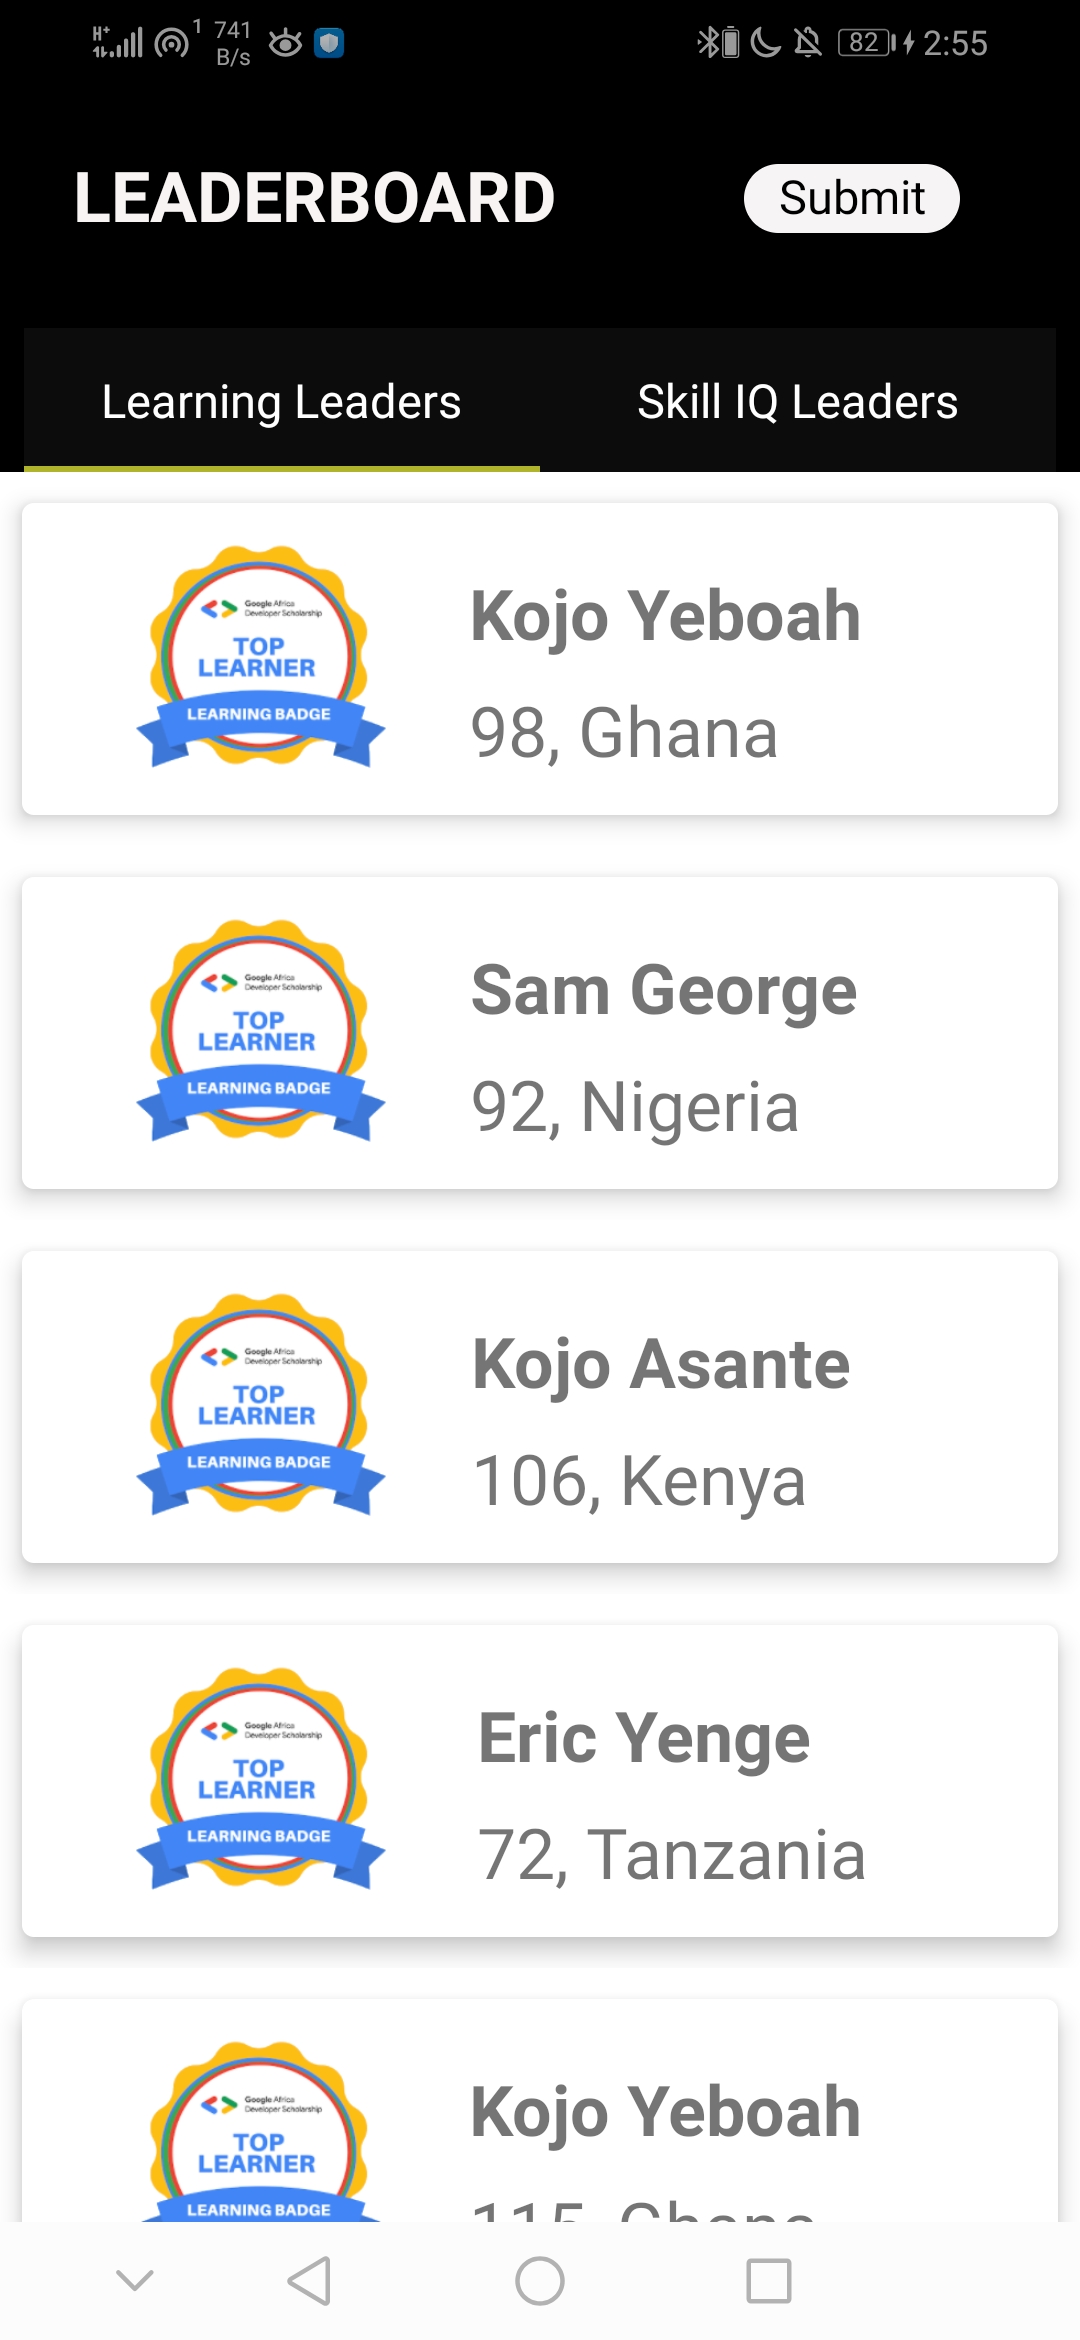 741
B/s
1
82
2:55
LEADERBOARD
Submit
Learning Leaders
Skill IQ Leaders
Google Africa
Developer Scholarship
TOP
LEARNER
LEARNING BADGE
Kojo Yeboah
98, Ghana
Google Africa
Developer Scholarship
TOP
LEARNER
LEARNING BADGE
Sam George
92, Nigeria
Google Africa
Developer Scholarship
TOP
LEARNER
LEARNING BADGE
Kojo Asante
106, Kenya
Google Africa
Developer Scholarship
TOP
LEARNER
LEARNING BADGE
Eric Yenge
72, Tanzania
Google Africa
Developer Scholarship
TOP
LEARNER
LEARNING BADGE
Kojo Yeboah
115, Ghana